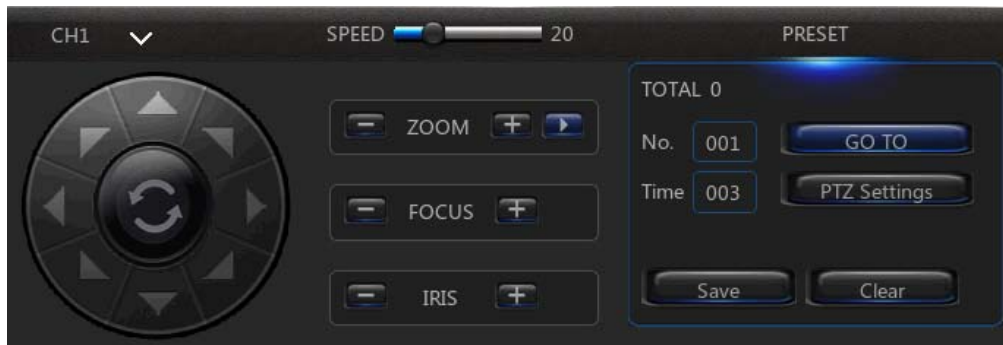 CH1 SPEED 20 PRESET
TOTAL 0
ZOOM
No. 001 GO TO
Time 003 PTZ Settings
FOCUS
Save Clear
IRIS